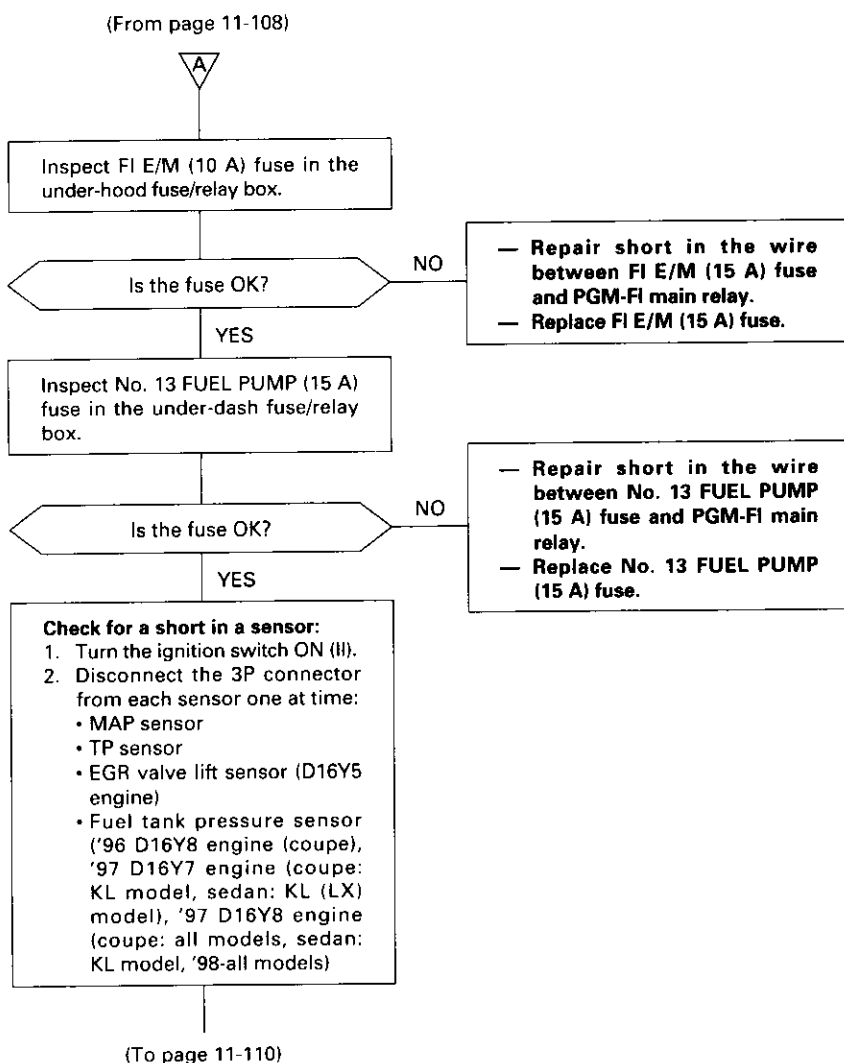 (From page 11-108)
A
Inspect FI E/M (10 A) fuse in the
under-hood fuse/relay box.
Is the fuse OK?
NO
— Repair short in the wire
between FI E/M (15 A) fuse
and PGM-FI main relay.
— Replace FI E/M (15 A) fuse.
YES
Inspect No. 13 FUEL PUMP (15 A)
fuse in the under-dash fuse/relay
box.
Is the fuse OK?
NO
— Repair short in the wire
between No. 13 FUEL PUMP
(15 A) fuse and PGM-FI main
relay.
— Replace No. 13 FUEL PUMP
(15 A) fuse.
YES
Check for a short in a sensor:
1. Turn the ignition switch ON (II).
2. Disconnect the 3P connector
from each sensor one at time:
• MAP sensor
• TP sensor
• EGR valve lift sensor (D16Y5
engine)
• Fuel tank pressure sensor
('96 D16Y8 engine (coupe),
'97 D16Y7 engine (coupe:
KL model, sedan: KL (LX)
model), '97 D16Y8 engine
(coupe: all models, sedan:
KL model, '98-all models)
(To page 11-110)